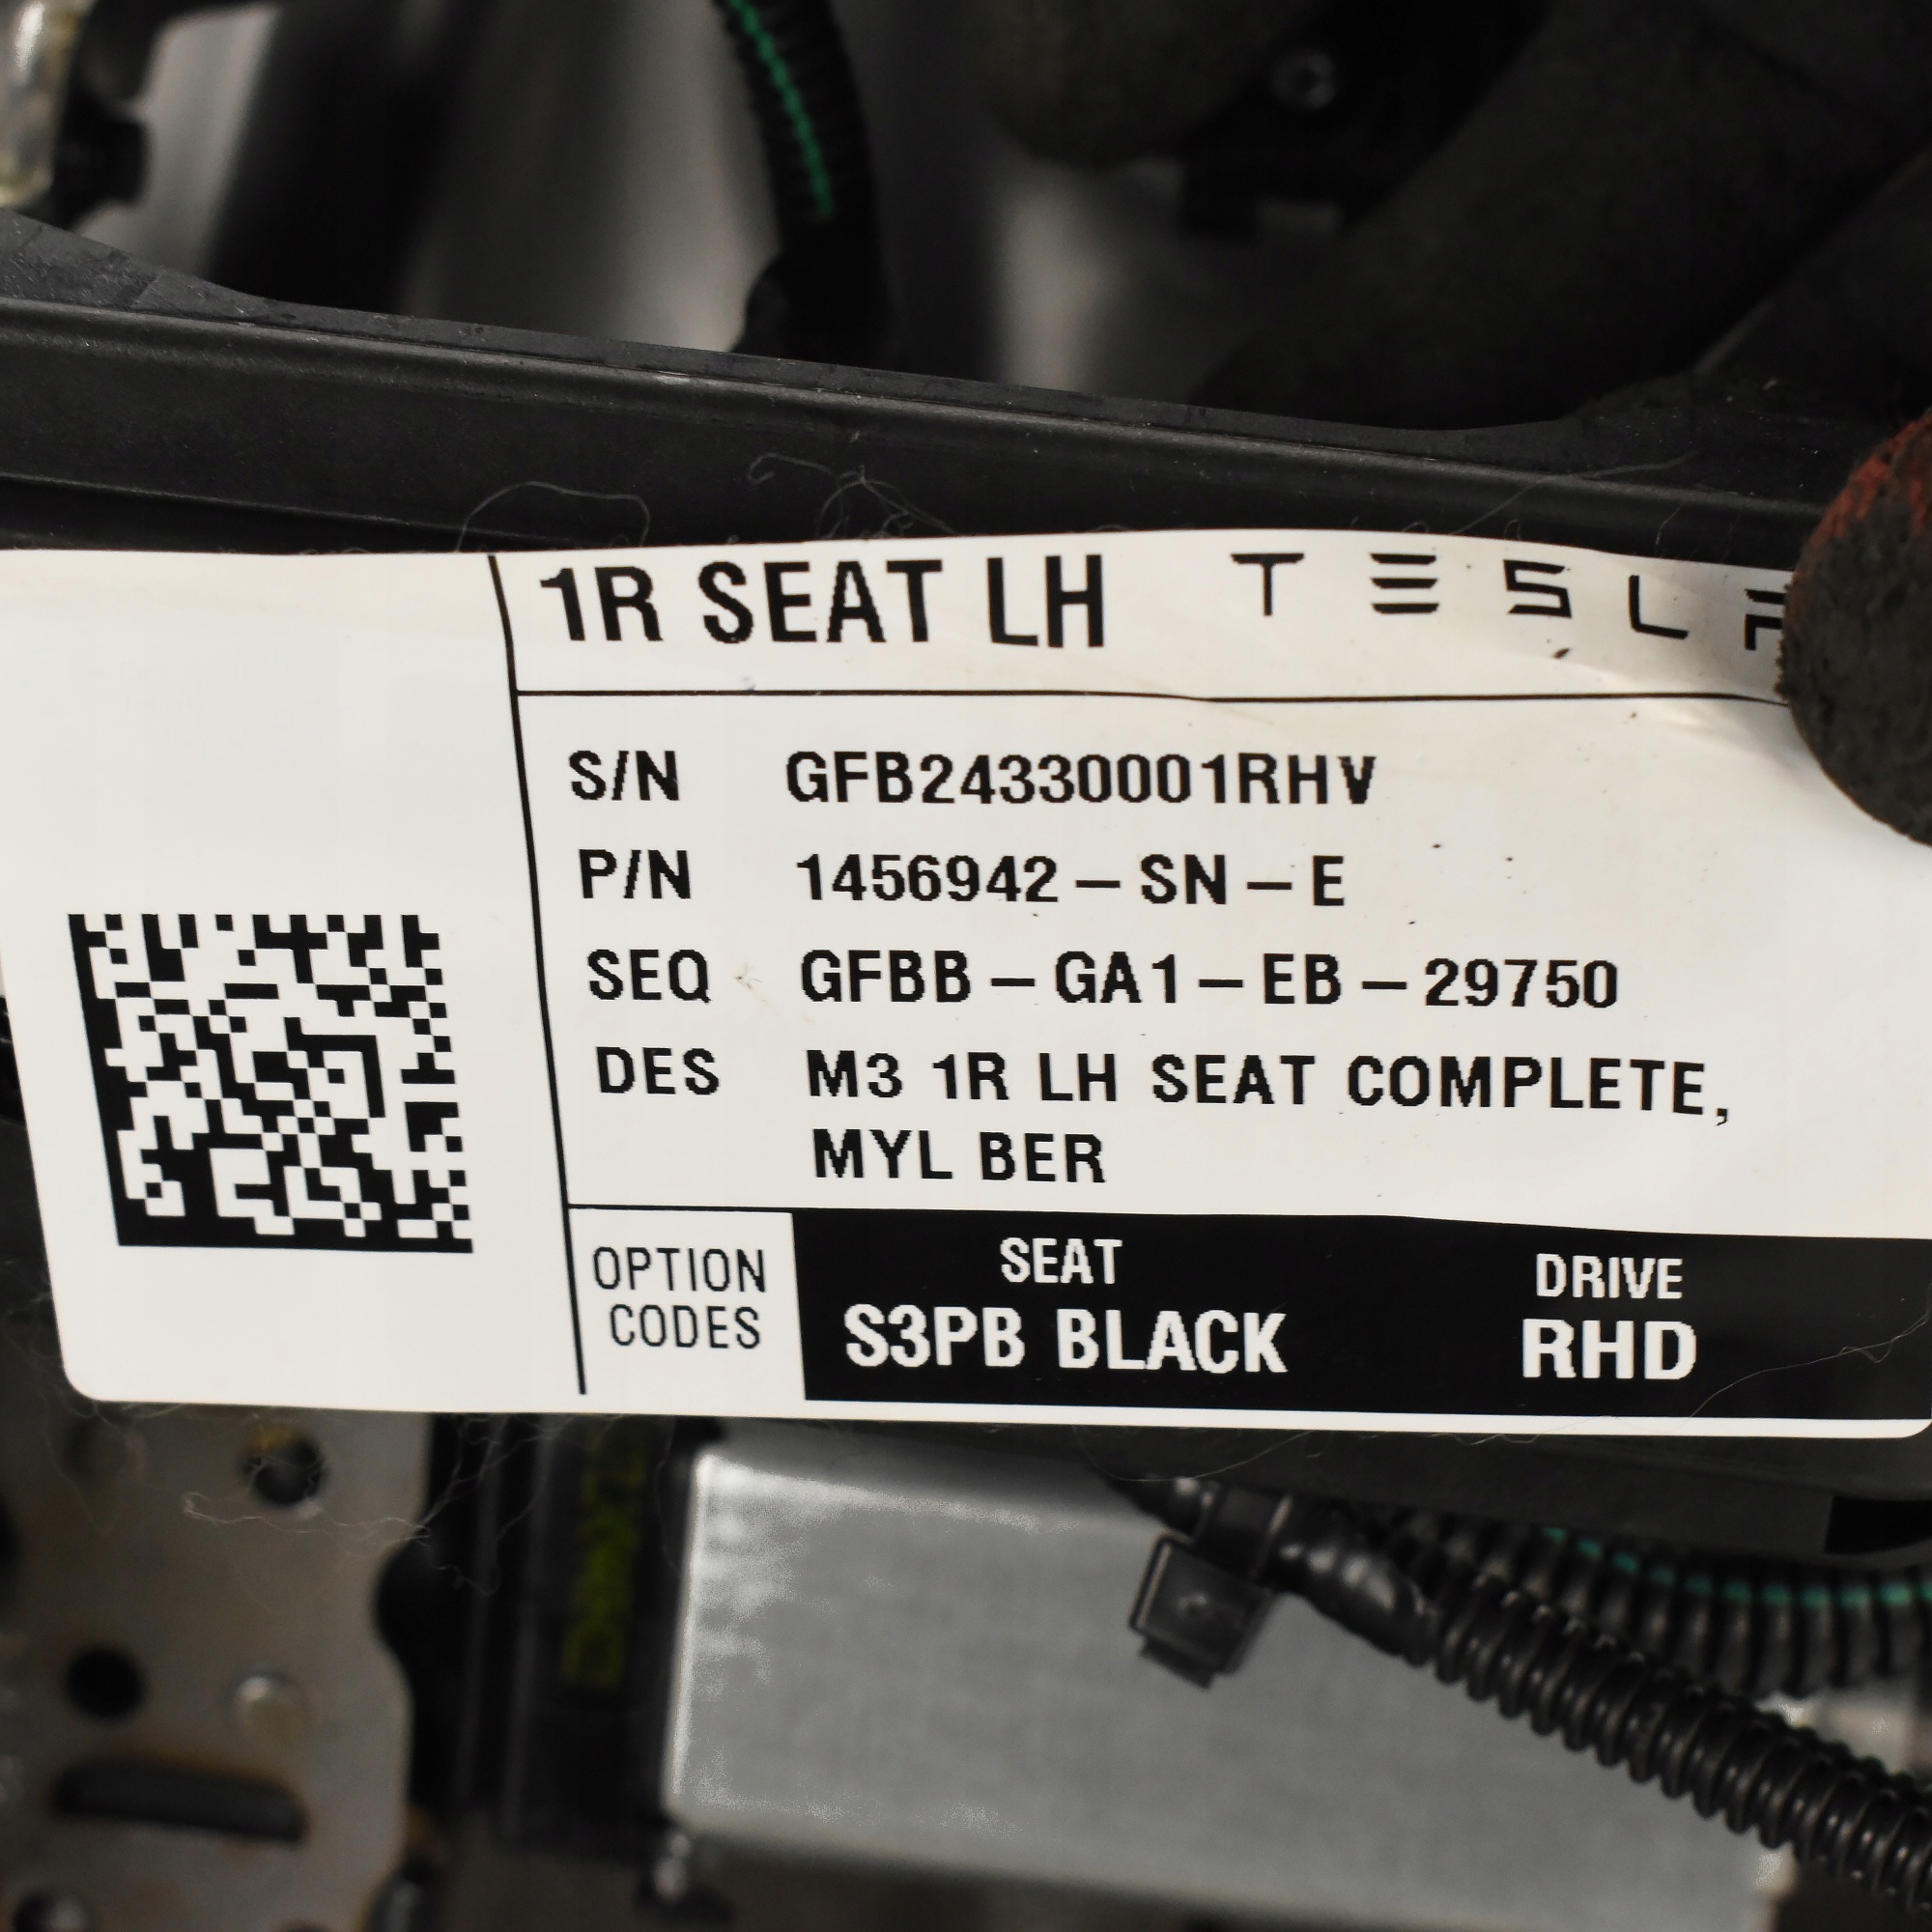 1R SEAT LH TESLA
S/N GFB24330001RHV
P/N 1456942-SN-E
SEQ GFBB-GA1-EB-29750
DES M3 1R LH SEAT COMPLETE,
MYL BER
OPTION CODES
SEAT
S3PB BLACK
DRIVE
RHD